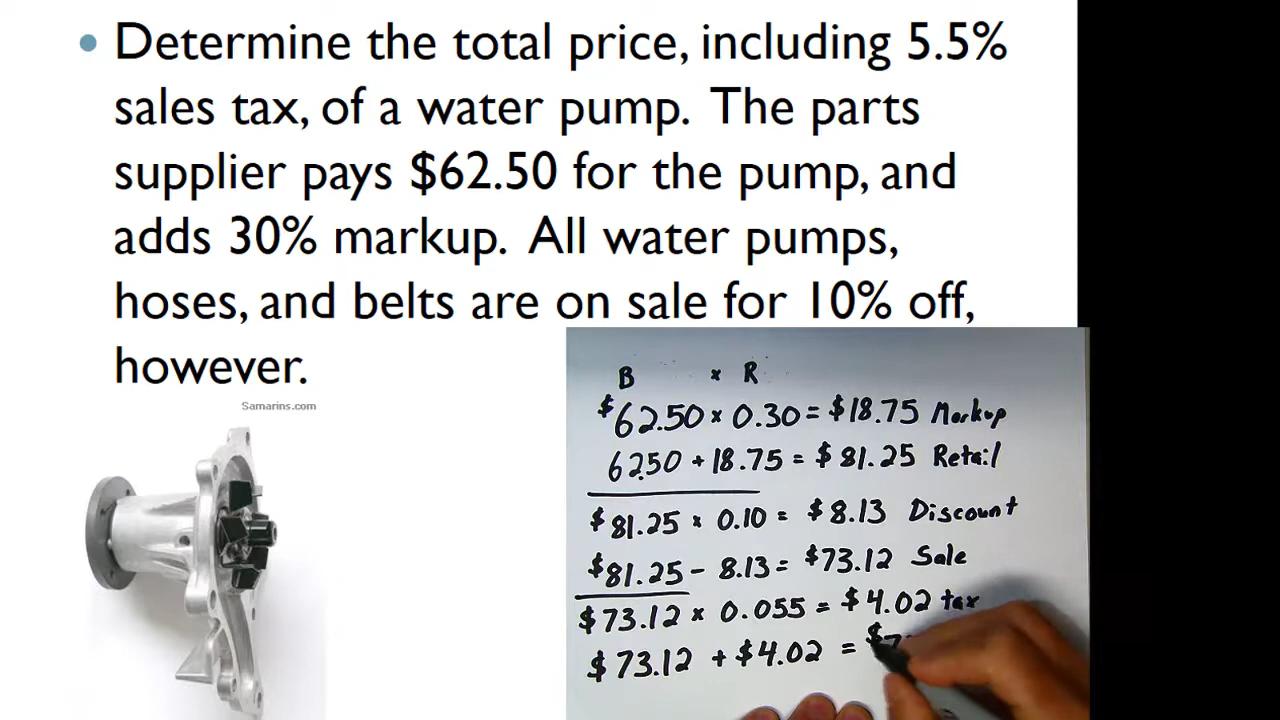 • Determine the total price, including 5.5%
sales tax, of a water pump. The parts
supplier pays $62.50 for the pump, and
adds 30% markup. All water pumps,
hoses, and belts are on sale for 10% off,
however.
Samarins.com
B × R
$62.50 × 0.30 = $18.75 Markup
62.50 + 18.75 = $81.25 Retail
$81.25 × 0.10 = $8.13 Discount
$81.25 - 8.13 = $73.12 Sale
$73.12 × 0.055 = $4.02 tax
$73.12 + $4.02 = $7